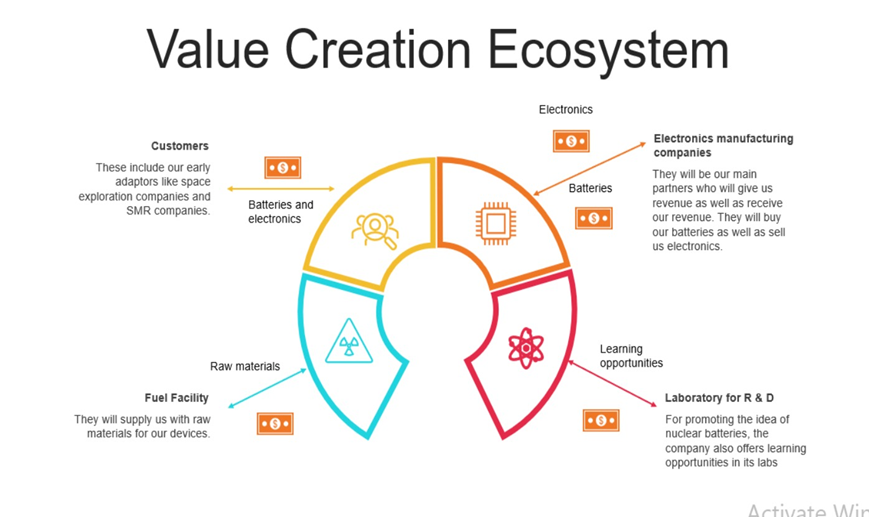 Value Creation Ecosystem
Customers
These include our early
adaptors like space
exploration companies and
SMR companies.
$
Batteries and
electronics
Electronics
$
Batteries
$
Electronics manufacturing
companies
They will be our main
partners who will give us
revenue as well as receive
our revenue. They will buy
our batteries as well as sell
us electronics.
Raw materials
Fuel Facility
They will supply us with raw
materials for our devices.
$
Learning
opportunities
$
Laboratory for R & D
For promoting the idea of
nuclear batteries, the
company also offers learning
opportunities in its labs
Activate Win